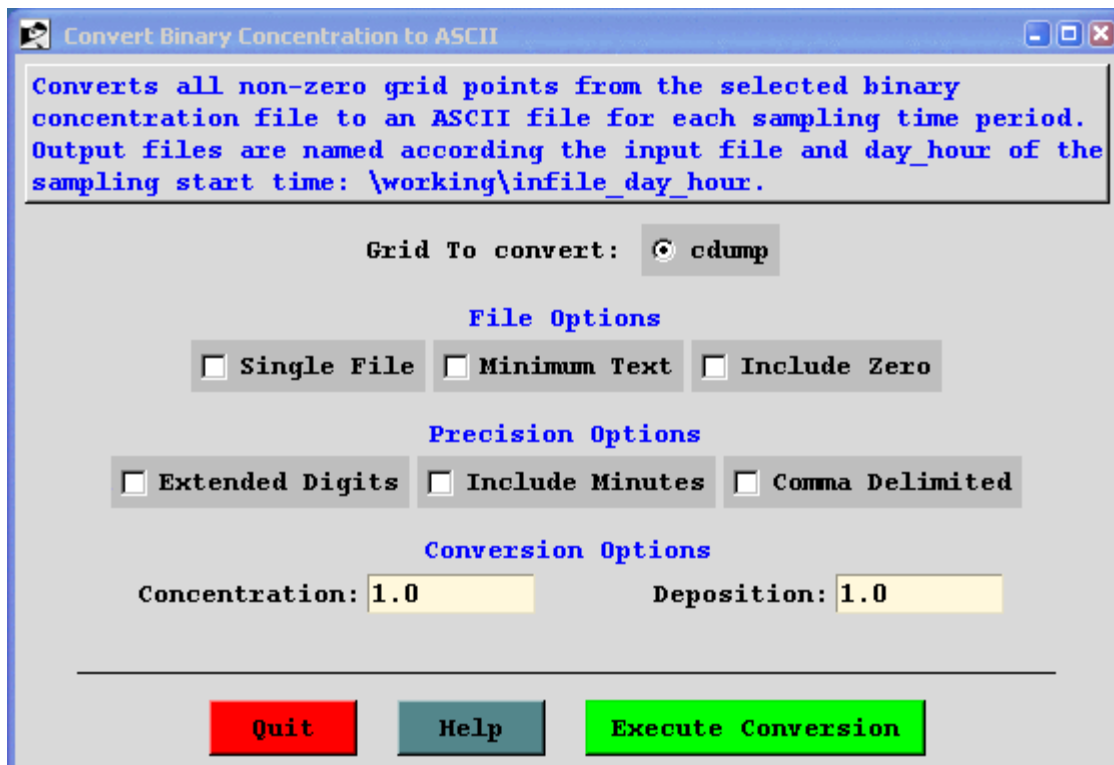 Convert Binary Concentration to ASCII
Converts all non-zero grid points from the selected binary
concentration file to an ASCII file for each sampling time period.
Output files are named according the input file and day_hour of the
sampling start time: \working\infile_day_hour.
Grid To convert: cdump
File Options
Single File Minimum Text Include Zero
Precision Options
Extended Digits Include Minutes Comma Delimited
Conversion Options
Concentration: 1.0 Deposition: 1.0
Quit Help Execute Conversion